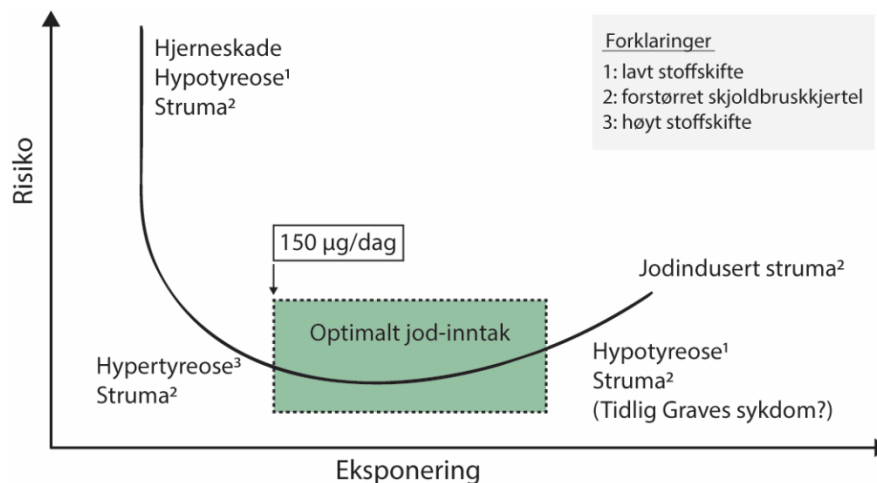 Hjerneskade
Hypotyreose¹
Struma²
Forklaringer
1: lavt stoffskifte
2: forstørret skjoldbruskkjertel
3: høyt stoffskifte
Risiko
150 µg/dag
Jodindusert struma²
Optimalt jod-inntak
Hypertyreose³
Struma²
Hypotyreose¹
Struma²
(Tidlig Graves sykdom?)
Eksponering